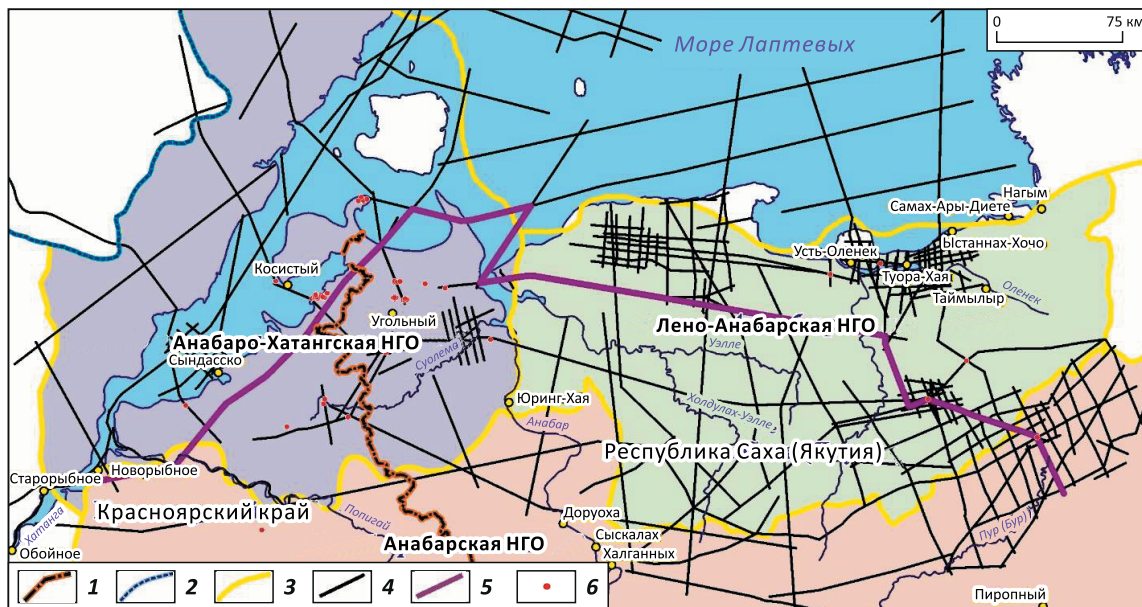 0 75 км
Море Лаптевых
Нагым
Самах-Ары-Диете
Ыстаннах-Хочо
Усть-Оленек
Туора-Хая
Таймылыр
Оленек
Косистый
Угольный
Анабаро-Хатангская НГО
Лено-Анабарская НГО
Сындасско
Суолема
Уэлле
Юринг-Хая
Холдулах-Уэлле
Анабар
Республика Саха (Якутия)
Новорыбное
Старорыбное
Красноярский край
Попигай
Хатанга
Доруоха
Пур (Бур)
Анабарская НГО
Сыскалах
Обойное
Халганных
Пиропный
1 2 3 4 5 6